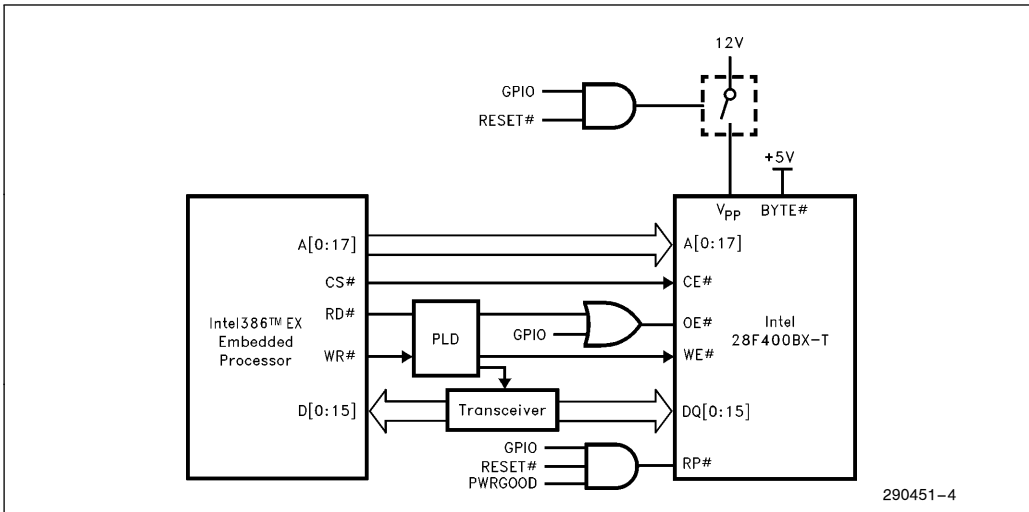 12V
GPIO
RESET#
+5V
VPP BYTE#
A[0:17]
A[0:17]
CS#
CE#
RD#
Intel386™ EX
Embedded
Processor
PLD
GPIO
OE#
Intel
28F400BX-T
WR#
WE#
D[0:15]
Transceiver
DQ[0:15]
GPIO
RESET#
PWRGOOD
RP#
290451-4